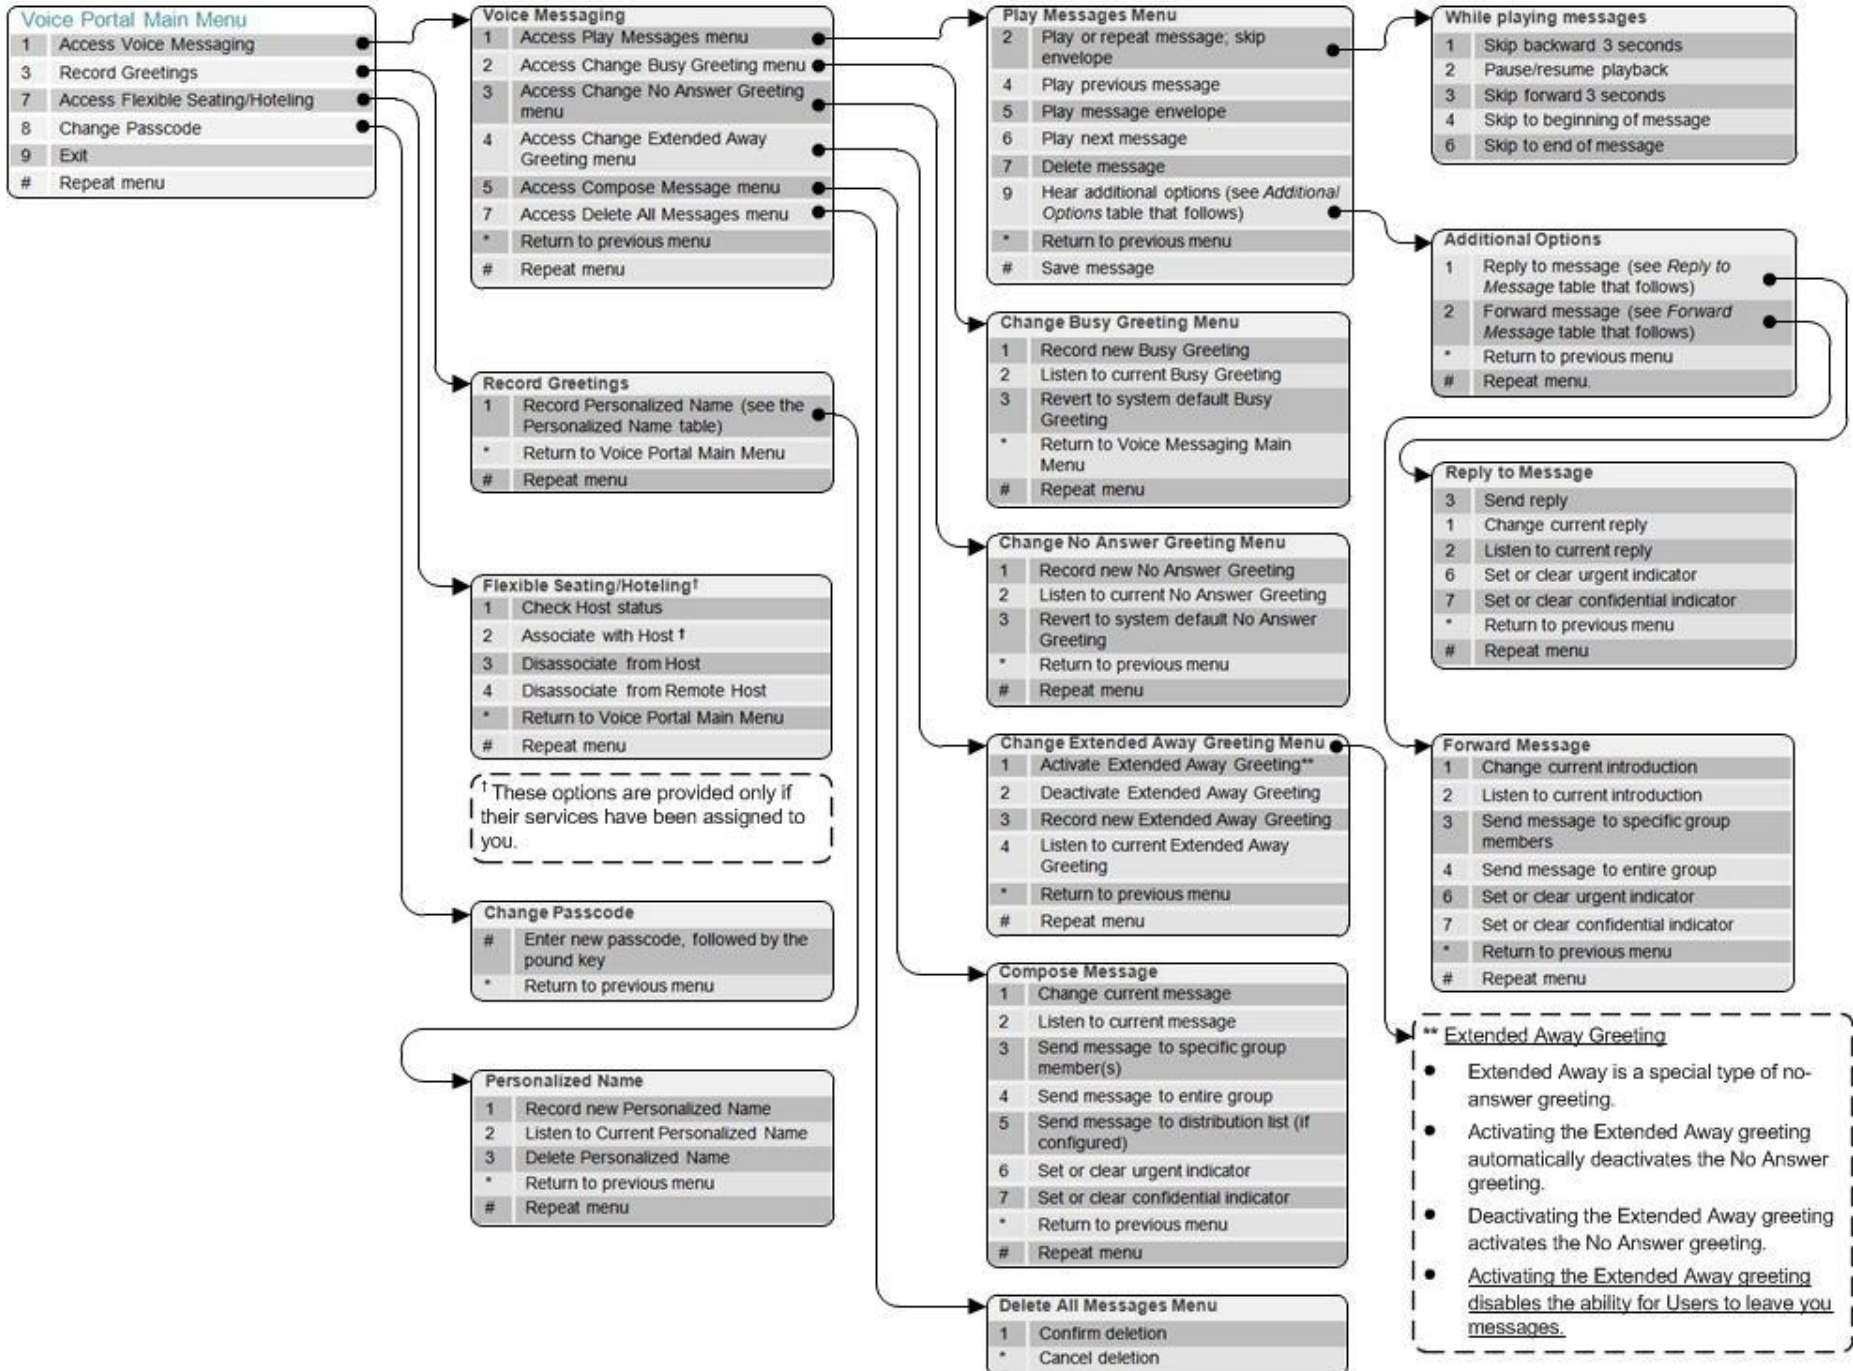 Voice Portal Main Menu
1 Access Voice Messaging
3 Record Greetings
7 Access Flexible Seating/Hoteling
8 Change Passcode
9 Exit
# Repeat menu
Voice Messaging
1 Access Play Messages menu
2 Access Change Busy Greeting menu
3 Access Change No Answer Greeting
menu
4 Access Change Extended Away
Greeting menu
5 Access Compose Message menu
7 Access Delete All Messages menu
* Return to previous menu
# Repeat menu
Record Greetings
1 Record Personalized Name (see the
Personalized Name table)
* Return to Voice Portal Main Menu
# Repeat menu
Flexible Seating/Hoteling†
1 Check Host status
2 Associate with Host †
3 Disassociate from Host
4 Disassociate from Remote Host
* Return to Voice Portal Main Menu
# Repeat menu
† These options are provided only if
their services have been assigned to
you.
Change Passcode
# Enter new passcode, followed by the
pound key
* Return to previous menu
Personalized Name
1 Record new Personalized Name
2 Listen to Current Personalized Name
3 Delete Personalized Name
* Return to previous menu
# Repeat menu
Play Messages Menu
2 Play or repeat message; skip
envelope
4 Play previous message
5 Play message envelope
6 Play next message
7 Delete message
9 Hear additional options (see Additional
Options table that follows)
* Return to previous menu
# Save message
Change Busy Greeting Menu
1 Record new Busy Greeting
2 Listen to current Busy Greeting
3 Revert to system default Busy
Greeting
* Return to Voice Messaging Main
Menu
# Repeat menu
Change No Answer Greeting Menu
1 Record new No Answer Greeting
2 Listen to current No Answer Greeting
3 Revert to system default No Answer
Greeting
* Return to previous menu
# Repeat menu
Change Extended Away Greeting Menu
1 Activate Extended Away Greeting**
2 Deactivate Extended Away Greeting
3 Record new Extended Away Greeting
4 Listen to current Extended Away
Greeting
* Return to previous menu
# Repeat menu
Compose Message
1 Change current message
2 Listen to current message
3 Send message to specific group
member(s)
4 Send message to entire group
5 Send message to distribution list (if
configured)
6 Set or clear urgent indicator
7 Set or clear confidential indicator
* Return to previous menu
# Repeat menu
Delete All Messages Menu
1 Confirm deletion
* Cancel deletion
While playing messages
1 Skip backward 3 seconds
2 Pause/resume playback
3 Skip forward 3 seconds
4 Skip to beginning of message
6 Skip to end of message
Additional Options
1 Reply to message (see Reply to
Message table that follows)
2 Forward message (see Forward
Message table that follows)
* Return to previous menu
# Repeat menu.
Reply to Message
3 Send reply
1 Change current reply
2 Listen to current reply
6 Set or clear urgent indicator
7 Set or clear confidential indicator
* Return to previous menu
# Repeat menu
Forward Message
1 Change current introduction
2 Listen to current introduction
3 Send message to specific group
members
4 Send message to entire group
6 Set or clear urgent indicator
7 Set or clear confidential indicator
* Return to previous menu
# Repeat menu
** Extended Away Greeting
● Extended Away is a special type of no-
answer greeting.
● Activating the Extended Away greeting
automatically deactivates the No Answer
greeting.
● Deactivating the Extended Away greeting
activates the No Answer greeting.
● Activating the Extended Away greeting
disables the ability for Users to leave you
messages.